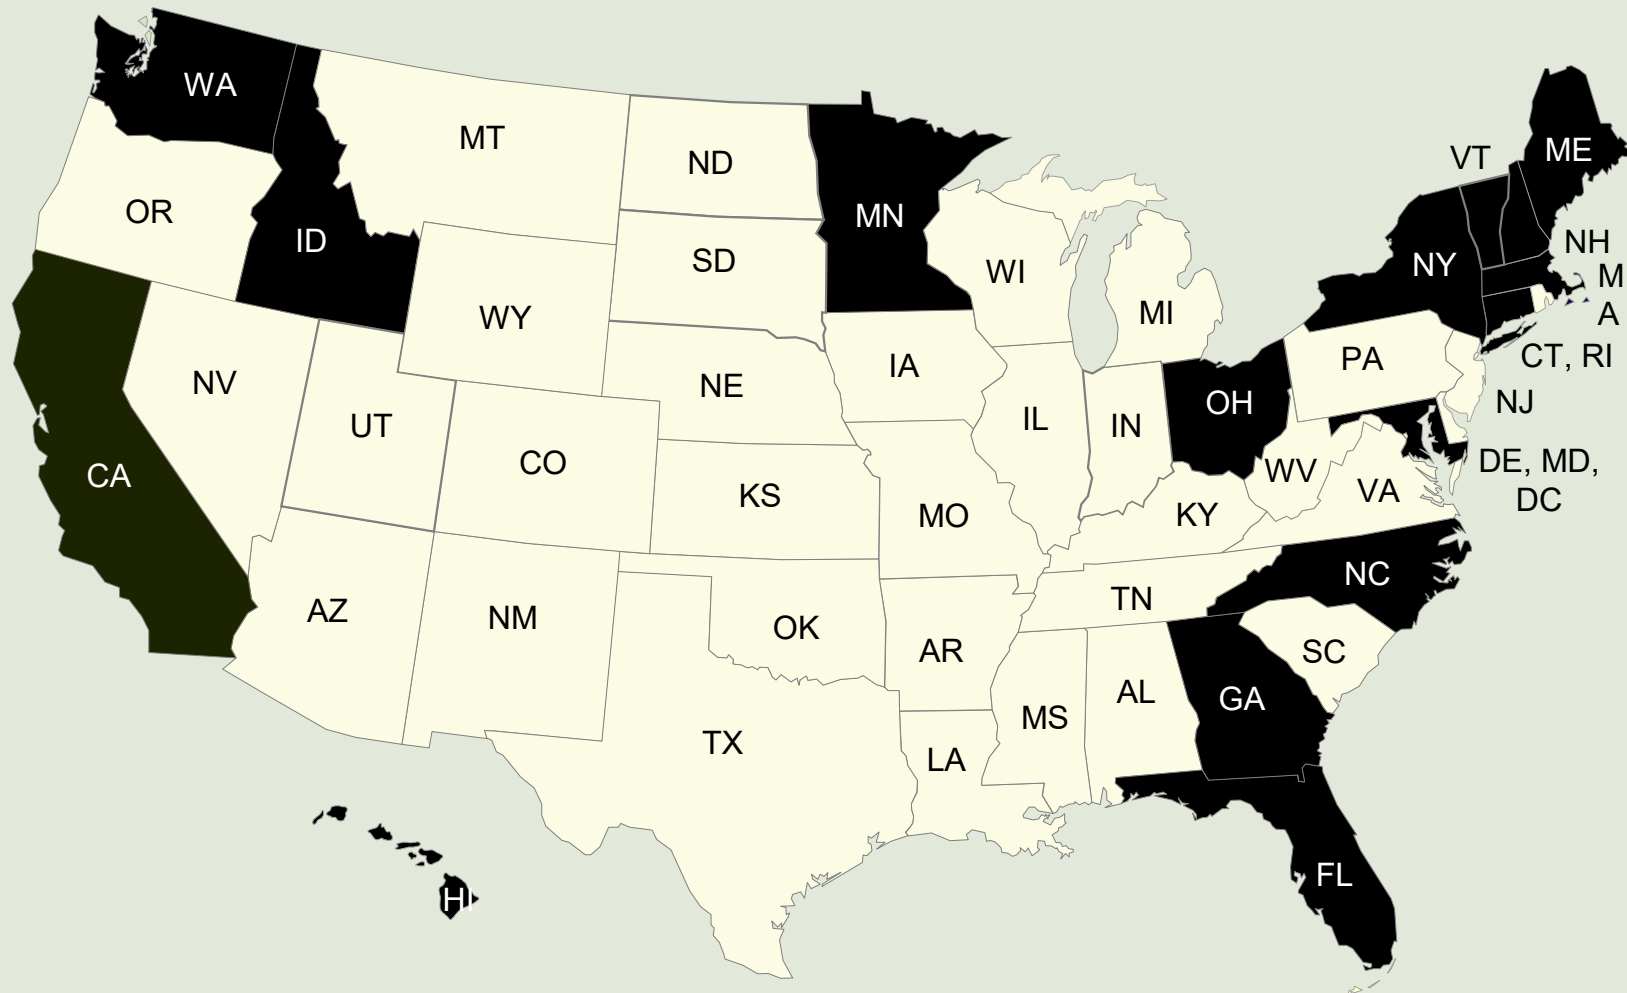 WA
MT
ND
VT
ME
OR
ID
MN
NH
SD
WI
NY
M
A
WY
MI
CT, RI
NV
NE
IA
PA
UT
IL
IN
OH
NJ
CA
CO
KS
MO
WV
VA
DE, MD,
DC
KY
AZ
NM
OK
AR
TN
NC
SC
TX
LA
MS
AL
GA
HI
FL